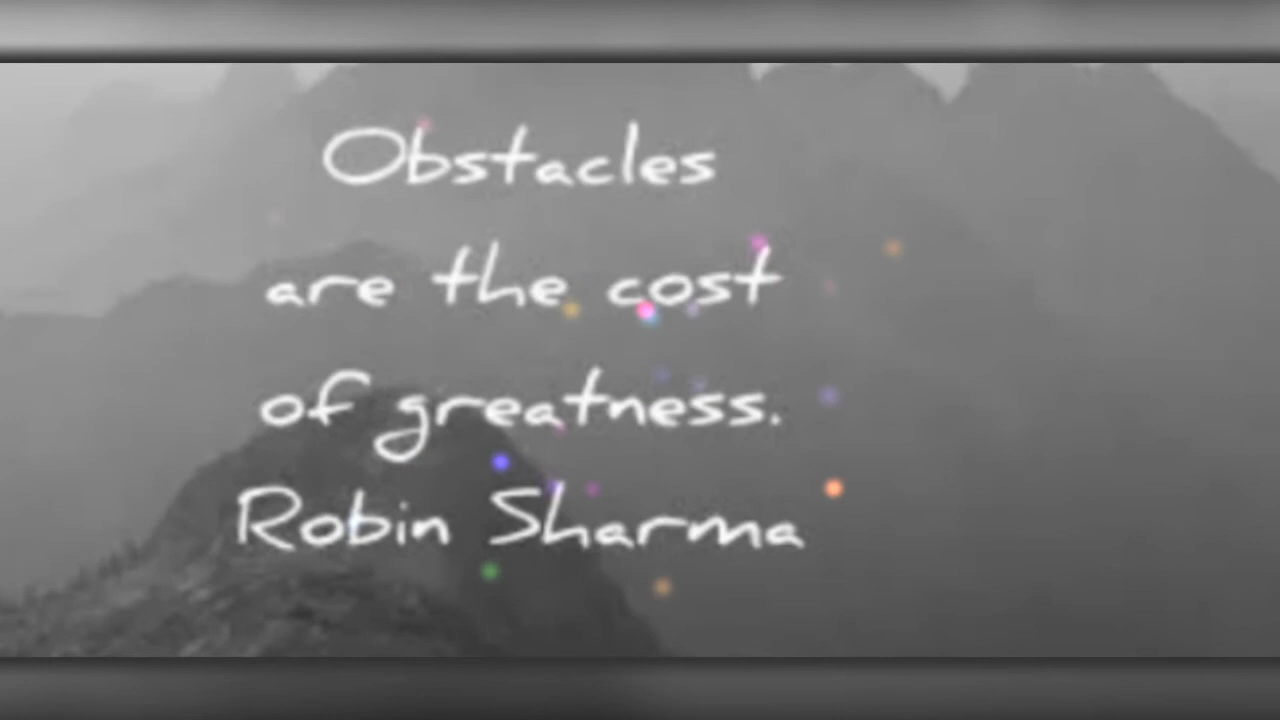 Obstacles
are the cost
of greatness.
Robin Sharma